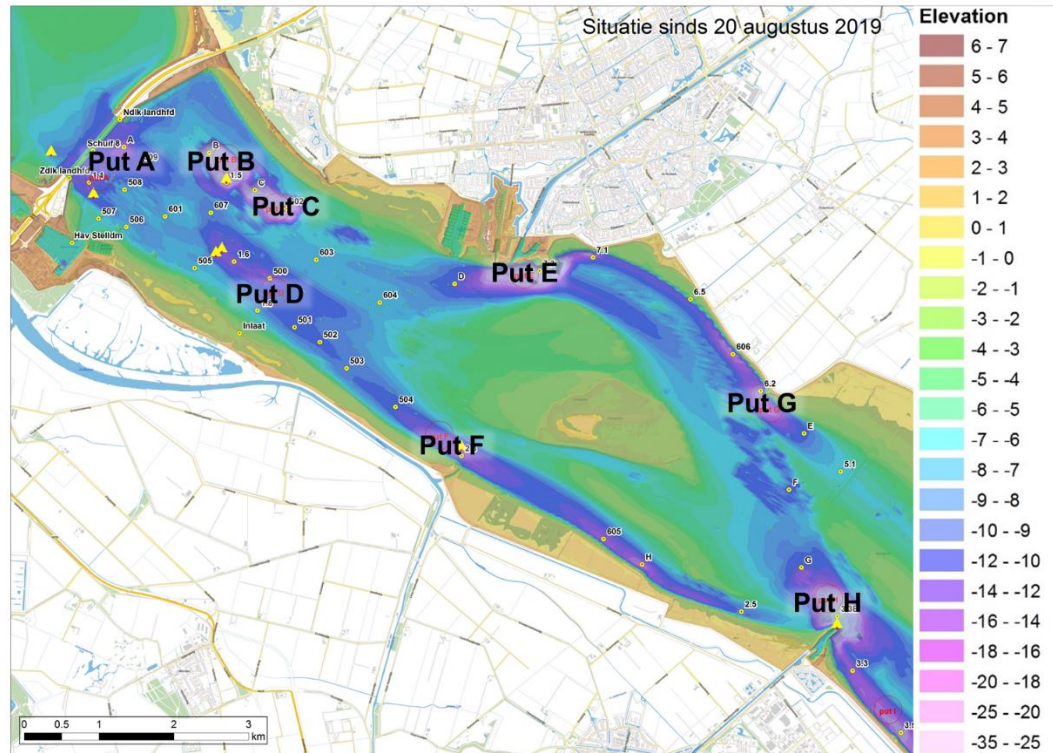 Situatie sinds 20 augustus 2019
Elevation
6 - 7
5 - 6
4 - 5
3 - 4
2 - 3
1 - 2
0 - 1
-1 - 0
-2 - -1
-3 - -2
-4 - -3
-5 - -4
-6 - -5
-7 - -6
-8 - -7
-9 - -8
-10 - -9
-12 - -10
-14 - -12
-16 - -14
-18 - -16
-20 - -18
-25 - -20
-35 - -25
Ndlk landhfd
Schuif 8
A
B
Put A
Put B
Zdlk landhfd
1.5
C
508
Put C
507
506
601
607
Hav Stelldm
505
1.6
603
500
Put D
D
Put E
7.1
604
6.5
501
Inlaat
502
503
606
504
6.2
Put G
Put F
E
5.1
F
605
H
G
Put H
2.5
3.3
put I
0 0.5 1 2 3
km